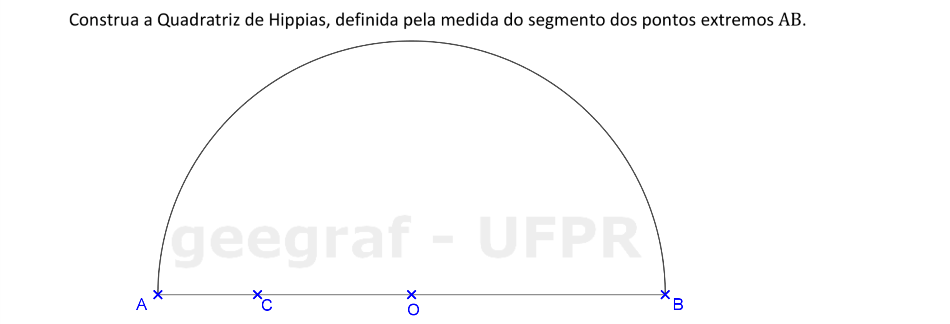 Construa a Quadratriz de Hippias, definida pela medida do segmento dos pontos extremos AB.
geegraf - UFPR
A C O B